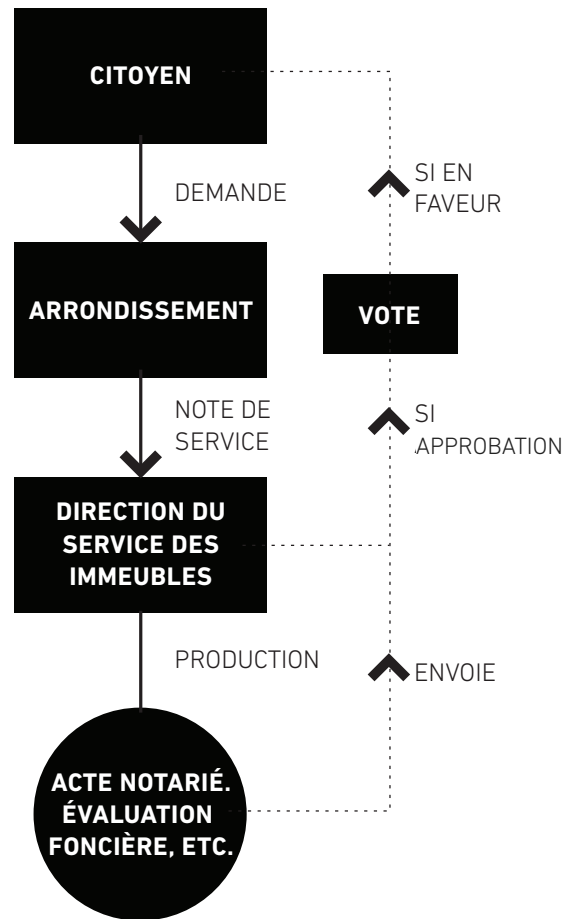 CITOYEN
DEMANDE
SI EN
FAVEUR
ARRONDISSEMENT
VOTE
NOTE DE
SERVICE
SI
APPROBATION
DIRECTION DU
SERVICE DES
IMMEUBLES
PRODUCTION
ENVOIE
ACTE NOTARIÉ.
ÉVALUATION
FONCIÈRE, ETC.